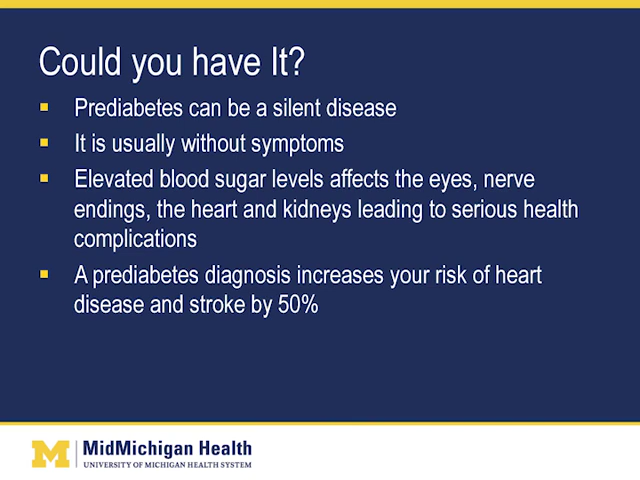 Could you have It?
Prediabetes can be a silent disease
It is usually without symptoms
Elevated blood sugar levels affects the eyes, nerve
endings, the heart and kidneys leading to serious health
complications
A prediabetes diagnosis increases your risk of heart
disease and stroke by 50%
M
MidMichigan Health
UNIVERSITY OF MICHIGAN HEALTH SYSTEM